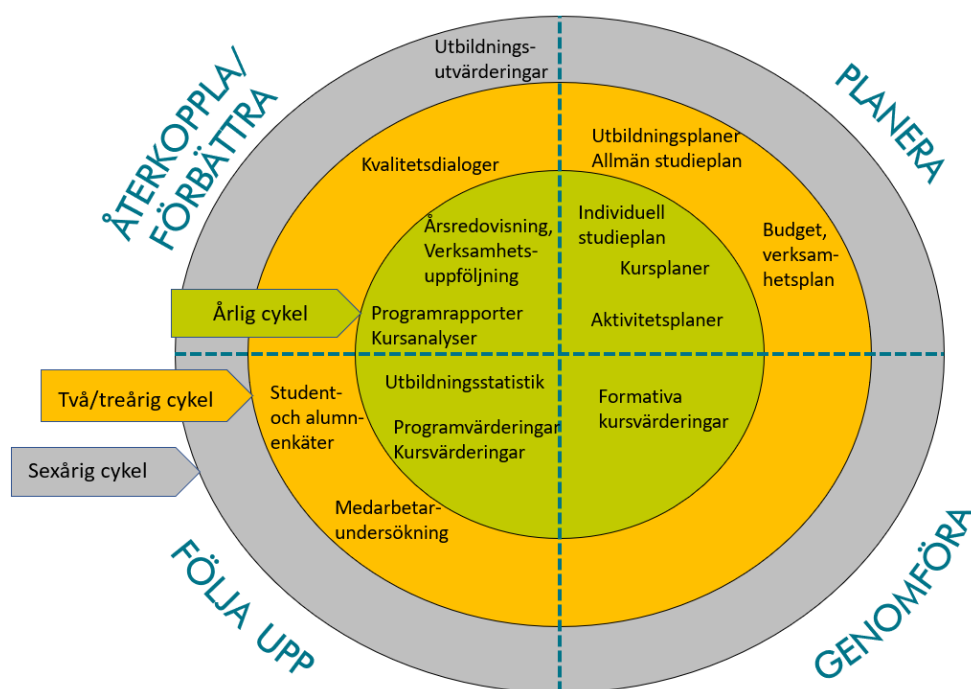 Utbildnings-
utvärderingar
ÅTERKOPPLA/
FÖRBÄTTRA
PLANERA
Kvalitetsdialoger
Utbildningsplaner
Allmän studieplan
Årsredovisning,
Verksamhets-
uppföljning
Individuell
studieplan
Kursplaner
Budget,
verksam-
hetsplan
Årlig cykel
Programrapporter
Kursanalyser
Aktivitetsplaner
Två/treårig cykel
Student-
och alumn-
enkäter
Utbildningsstatistik
Programvärderingar
Kursvärderingar
Formativa
kursvärderingar
Sexårig cykel
Medarbetar-
undersökning
FÖLJA UPP
GENOMFÖRA